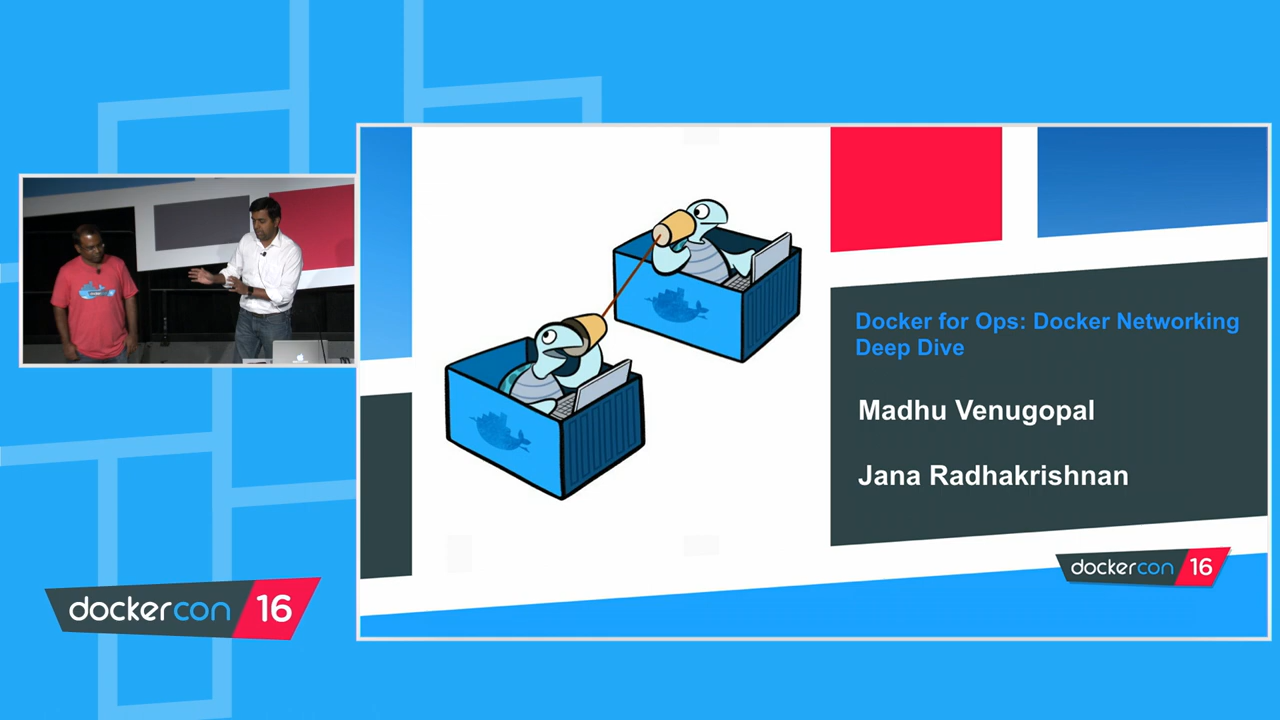 Docker for Ops: Docker Networking
Deep Dive
Madhu Venugopal
Jana Radhakrishnan
dockercon 16
dockercon 16